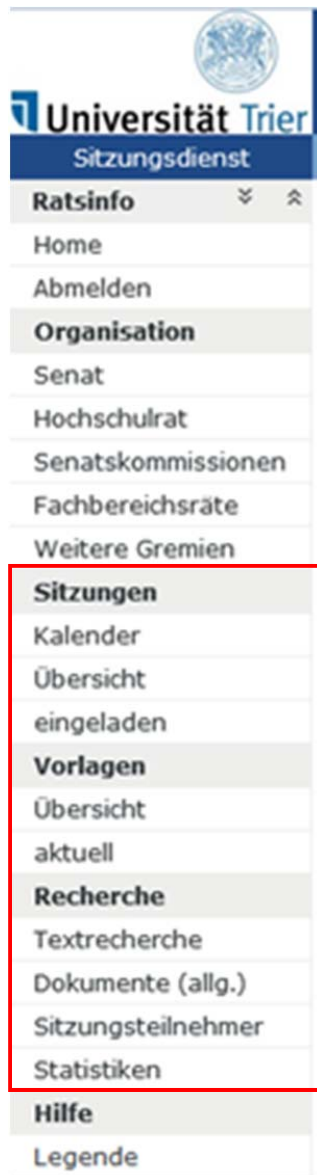 Universität Trier
Sitzungsdienst
Ratsinfo
Home
Abmelden
Organisation
Senat
Hochschulrat
Senatskommissionen
Fachbereichsräte
Weitere Gremien
Sitzungen
Kalender
Übersicht
eingeladen
Vorlagen
Übersicht
aktuell
Recherche
Textrecherche
Dokumente (allg.)
Sitzungsteilnehmer
Statistiken
Hilfe
Legende